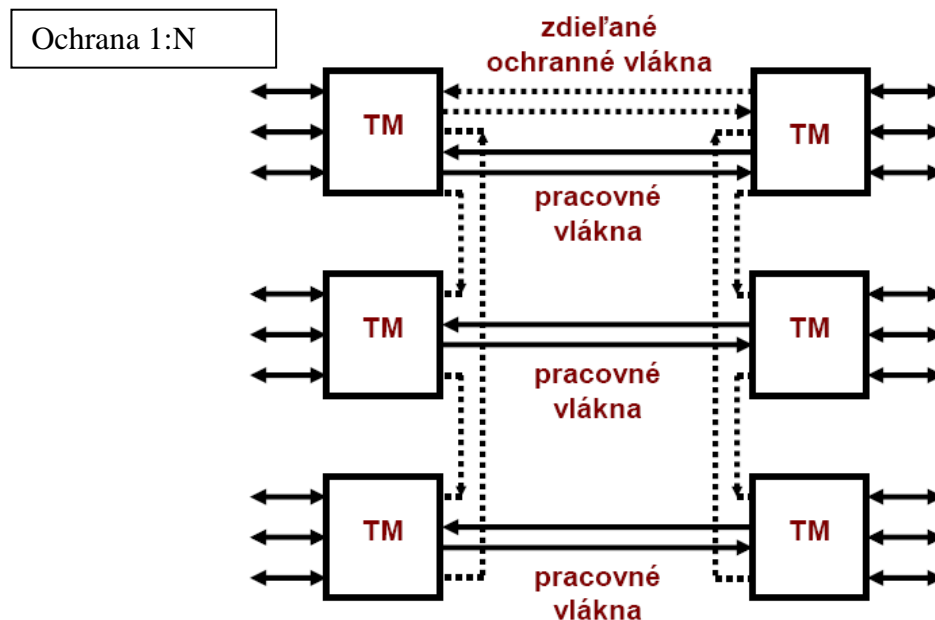 Ochrana 1:N
zdieľané
ochranné vlákna
TM
TM
pracovné
vlákna
TM
TM
pracovné
vlákna
TM
TM
pracovné
vlákna